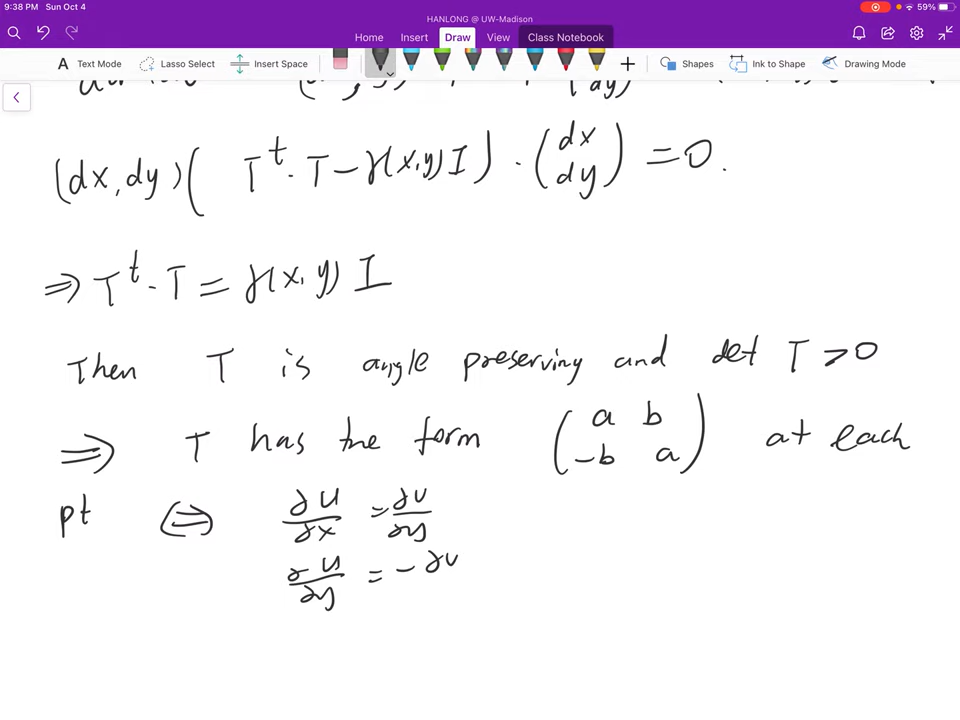 9:38 PM Sun Oct 4
59%
HANLONG @ UW-Madison
Home Insert Draw View Class Notebook
A Text Mode Lasso Select Insert Space Shapes Ink to Shape Drawing Mode
(dx, dy) ( T^t · T − γ(x, y) I ) · (dx dy) = 0.
⇒ T^t · T = γ(x, y) I
Then T is angle preserving and det T > 0
⇒ T has the form (a b -b a) at each
pt ⇔ ∂u/∂x = ∂v/∂y
∂u/∂y = − ∂v